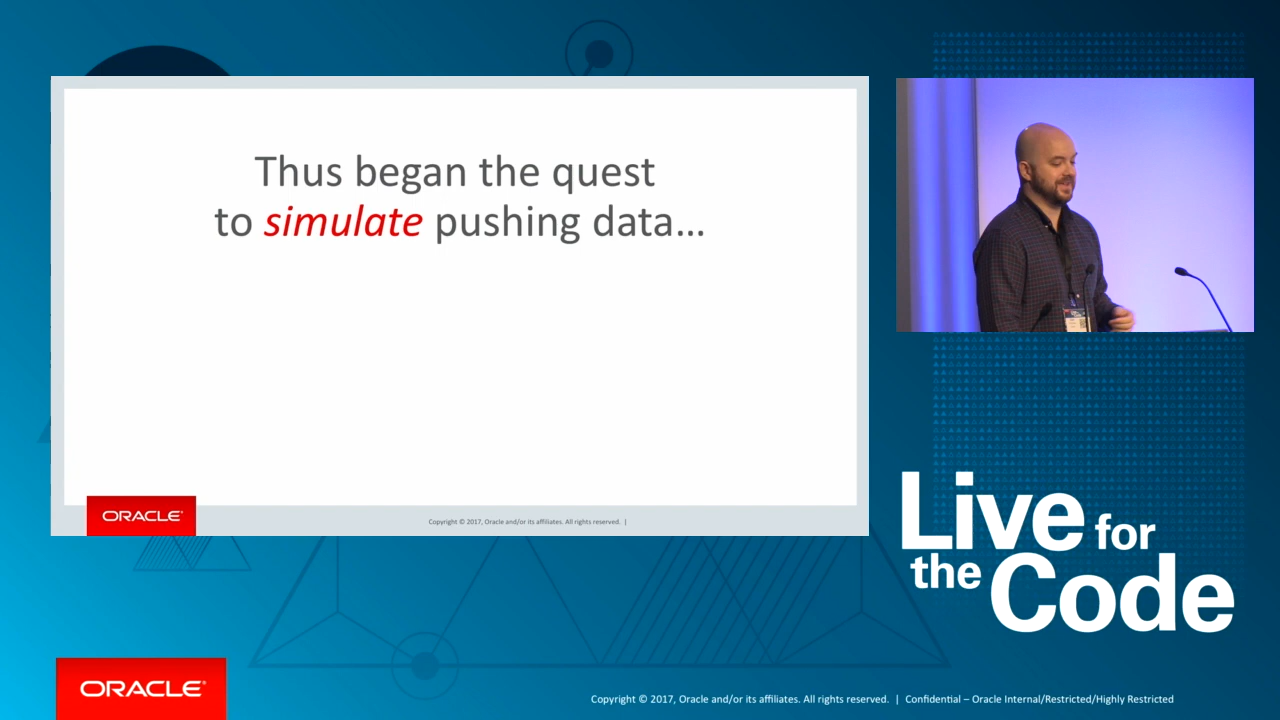 Thus began the quest
to simulate pushing data...
ORACLE®
Copyright © 2017, Oracle and/or its affiliates. All rights reserved. |
Live for
the Code
ORACLE®
Copyright © 2017, Oracle and/or its affiliates. All rights reserved. | Confidential – Oracle Internal/Restricted/Highly Restricted